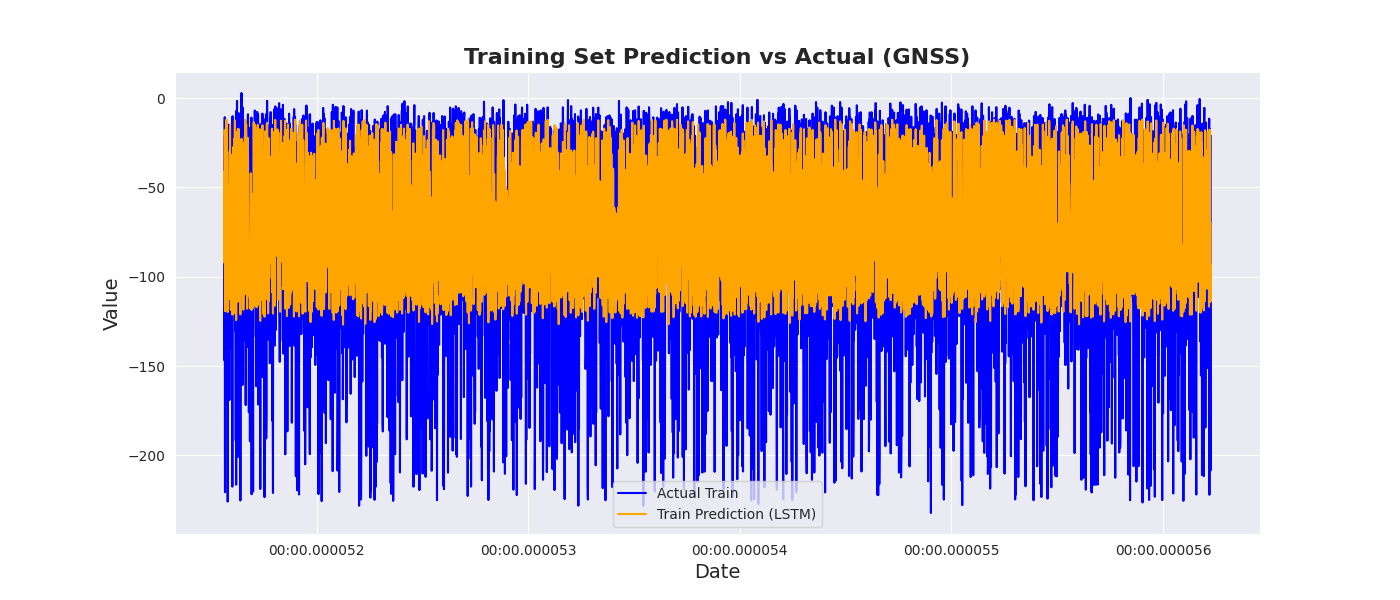 Training Set Prediction vs Actual (GNSS)
Value
0
−50
−100
−150
−200
Actual Train
Train Prediction (LSTM)
00:00.000052 00:00.000053 00:00.000054 00:00.000055 00:00.000056
Date